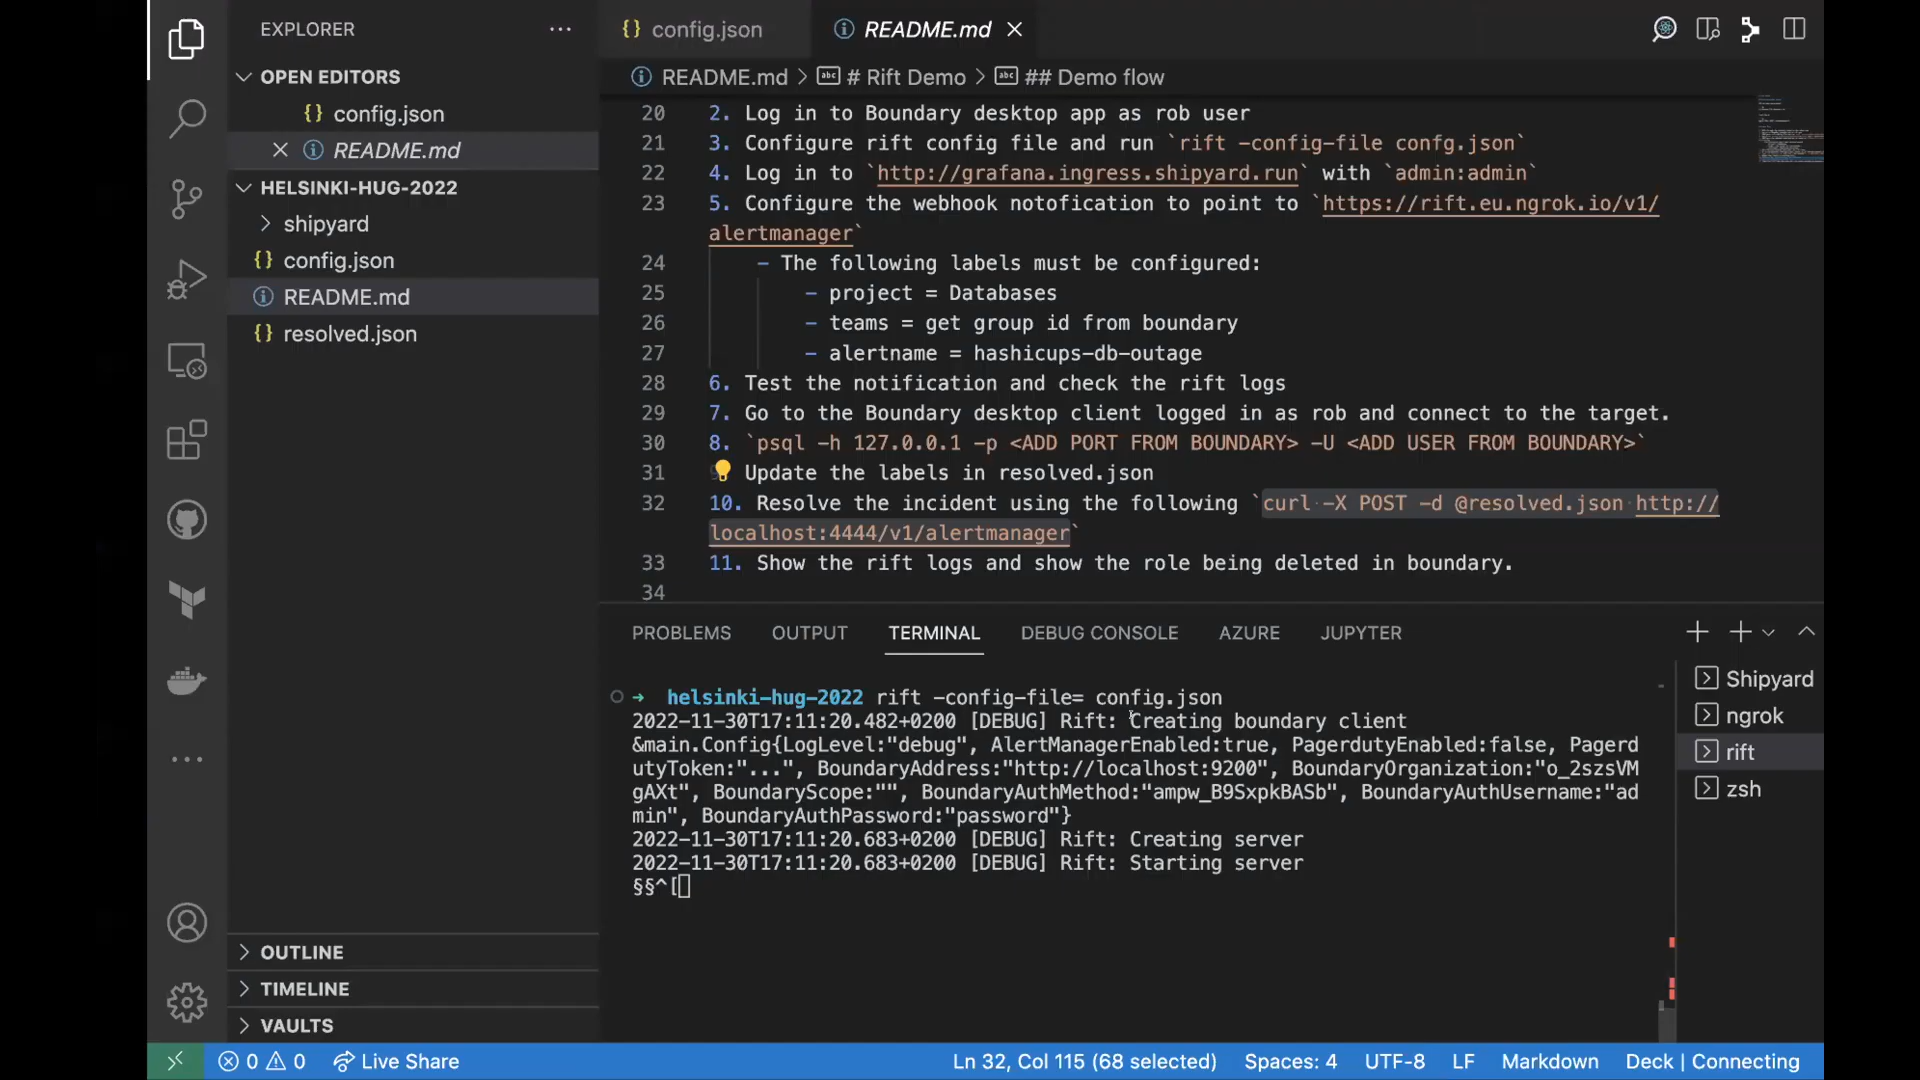 EXPLORER
OPEN EDITORS
{} config.json
README.md
HELSINKI-HUG-2022
shipyard
{} config.json
README.md
{} resolved.json
OUTLINE
TIMELINE
VAULTS
{} config.json
README.md
README.md > # Rift Demo > ## Demo flow
20 2. Log in to Boundary desktop app as rob user
21 3. Configure rift config file and run `rift -config-file confg.json`
22 4. Log in to `http://grafana.ingress.shipyard.run` with `admin:admin`
23 5. Configure the webhook notofication to point to `https://rift.eu.ngrok.io/v1/
alertmanager`
24 - The following labels must be configured:
25 - project = Databases
26 - teams = get group id from boundary
27 - alertname = hashicups-db-outage
28 6. Test the notification and check the rift logs
29 7. Go to the Boundary desktop client logged in as rob and connect to the target.
30 8. `psql -h 127.0.0.1 -p <ADD PORT FROM BOUNDARY> -U <ADD USER FROM BOUNDARY>`
31 Update the labels in resolved.json
32 10. Resolve the incident using the following `curl -X POST -d @resolved.json http://
localhost:4444/v1/alertmanager`
33 11. Show the rift logs and show the role being deleted in boundary.
34
PROBLEMS OUTPUT TERMINAL DEBUG CONSOLE AZURE JUPYTER
→ helsinki-hug-2022 rift -config-file= config.json
2022-11-30T17:11:20.482+0200 [DEBUG] Rift: Creating boundary client
&main.Config{LogLevel:"debug", AlertManagerEnabled:true, PagerdutyEnabled:false, Pagerd
utyToken:"...", BoundaryAddress:"http://localhost:9200", BoundaryOrganization:"o_2szsVM
gAXt", BoundaryScope:"", BoundaryAuthMethod:"ampw_B9SxpkBASb", BoundaryAuthUsername:"ad
min", BoundaryAuthPassword:"password"}
2022-11-30T17:11:20.683+0200 [DEBUG] Rift: Creating server
2022-11-30T17:11:20.683+0200 [DEBUG] Rift: Starting server
§§^[
Shipyard
ngrok
rift
zsh
0 0 Live Share
Ln 32, Col 115 (68 selected) Spaces: 4 UTF-8 LF Markdown Deck | Connecting